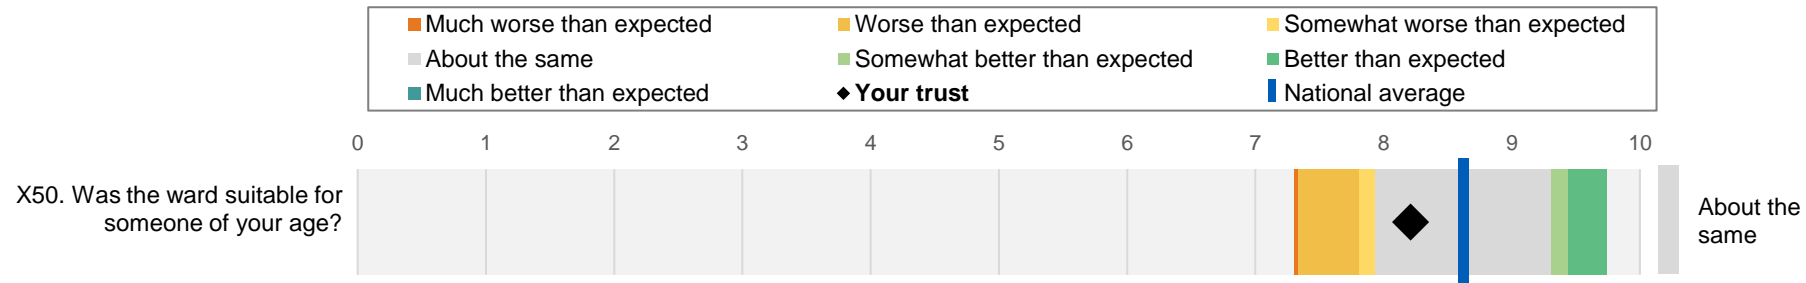 Much worse than expected
Worse than expected
Somewhat worse than expected
About the same
Somewhat better than expected
Better than expected
Much better than expected
Your trust
National average
0 1 2 3 4 5 6 7 8 9 10
X50. Was the ward suitable for
someone of your age?
About the
same